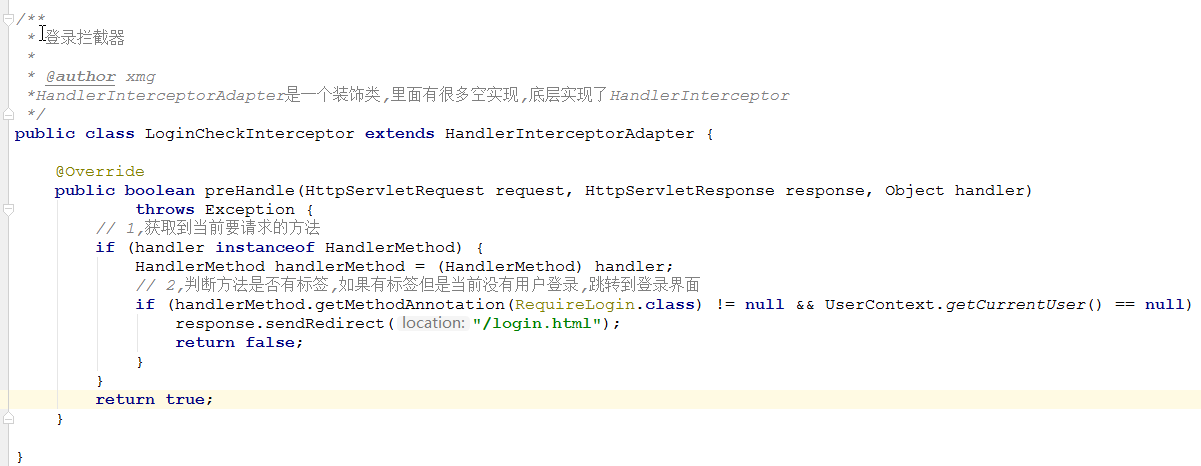 /**
 * 登录拦截器
 *
 * @author xmg
 *HandlerInterceptorAdapter是一个装饰类,里面有很多空实现,底层实现了HandlerInterceptor
 */
public class LoginCheckInterceptor extends HandlerInterceptorAdapter {
    @Override
    public boolean preHandle(HttpServletRequest request, HttpServletResponse response, Object handler)
            throws Exception {
        // 1,获取到当前要请求的方法
        if (handler instanceof HandlerMethod) {
            HandlerMethod handlerMethod = (HandlerMethod) handler;
            // 2,判断方法是否有标签,如果有标签但是当前没有用户登录,跳转到登录界面
            if (handlerMethod.getMethodAnnotation(RequireLogin.class) != null && UserContext.getCurrentUser() == null)
                response.sendRedirect( location: "/login.html");
                return false;
            }
        }
        return true;
    }
}